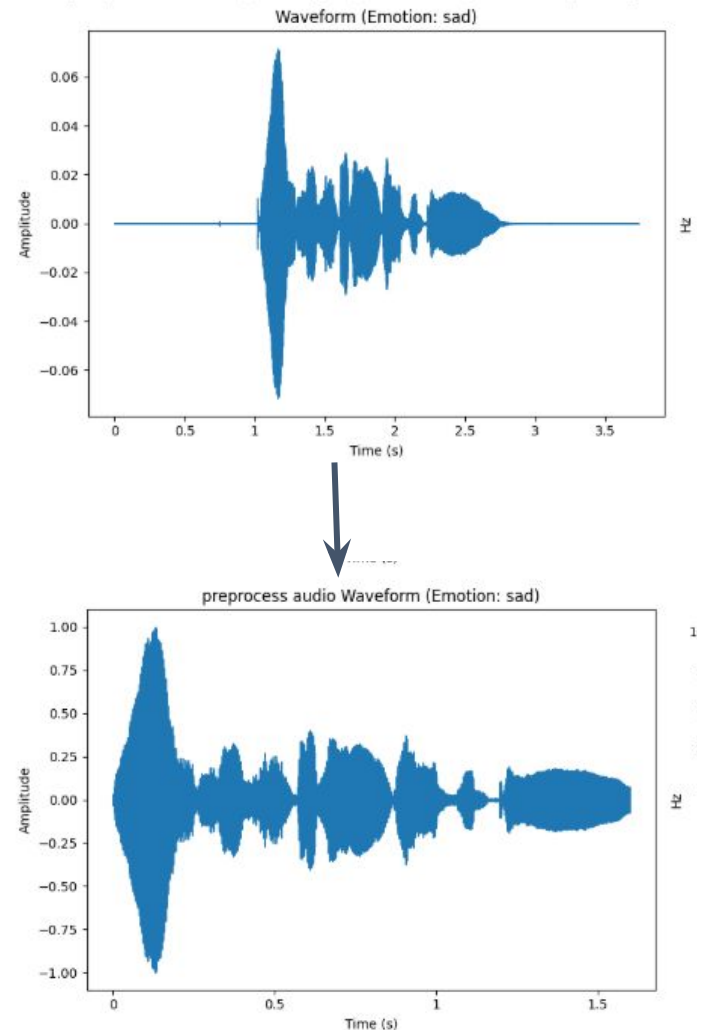 Waveform (Emotion: sad)
0.06
0.04
0.02
0.00
−0.02
−0.04
−0.06
Amplitude
Hz
0 0.5 1 1.5 2 2.5 3 3.5
Time (s)
preprocess audio Waveform (Emotion: sad)
1.00
0.75
0.50
0.25
0.00
−0.25
−0.50
−0.75
−1.00
Amplitude
1
Hz
0 0.5 1 1.5
Time (s)